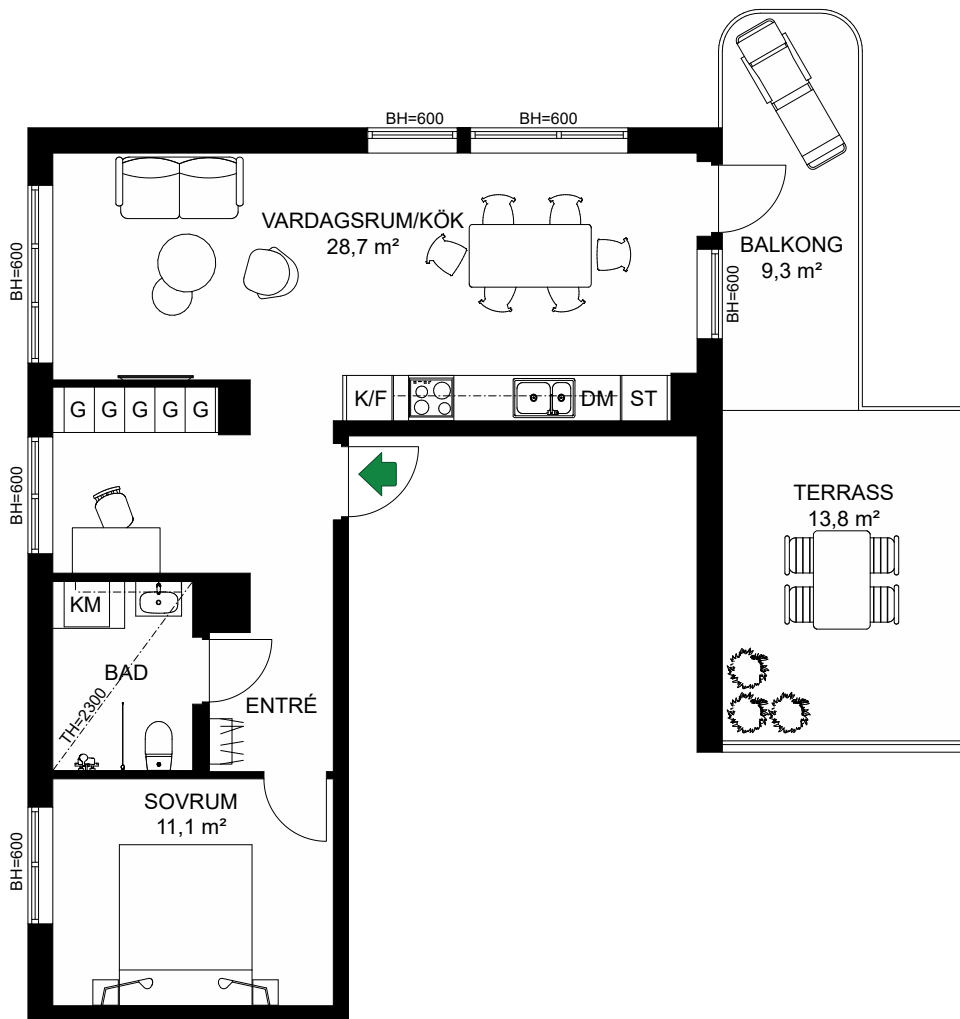 BH=600
BH=600
BH=600
VARDAGSRUM/KÖK
28,7 m²
BALKONG
9,3 m²
BH=600
K/F
DM
ST
G
G
G
G
G
BH=600
TERRASS
13,8 m²
KM
BAD
TH=2300
ENTRÉ
SOVRUM
11,1 m²
BH=600